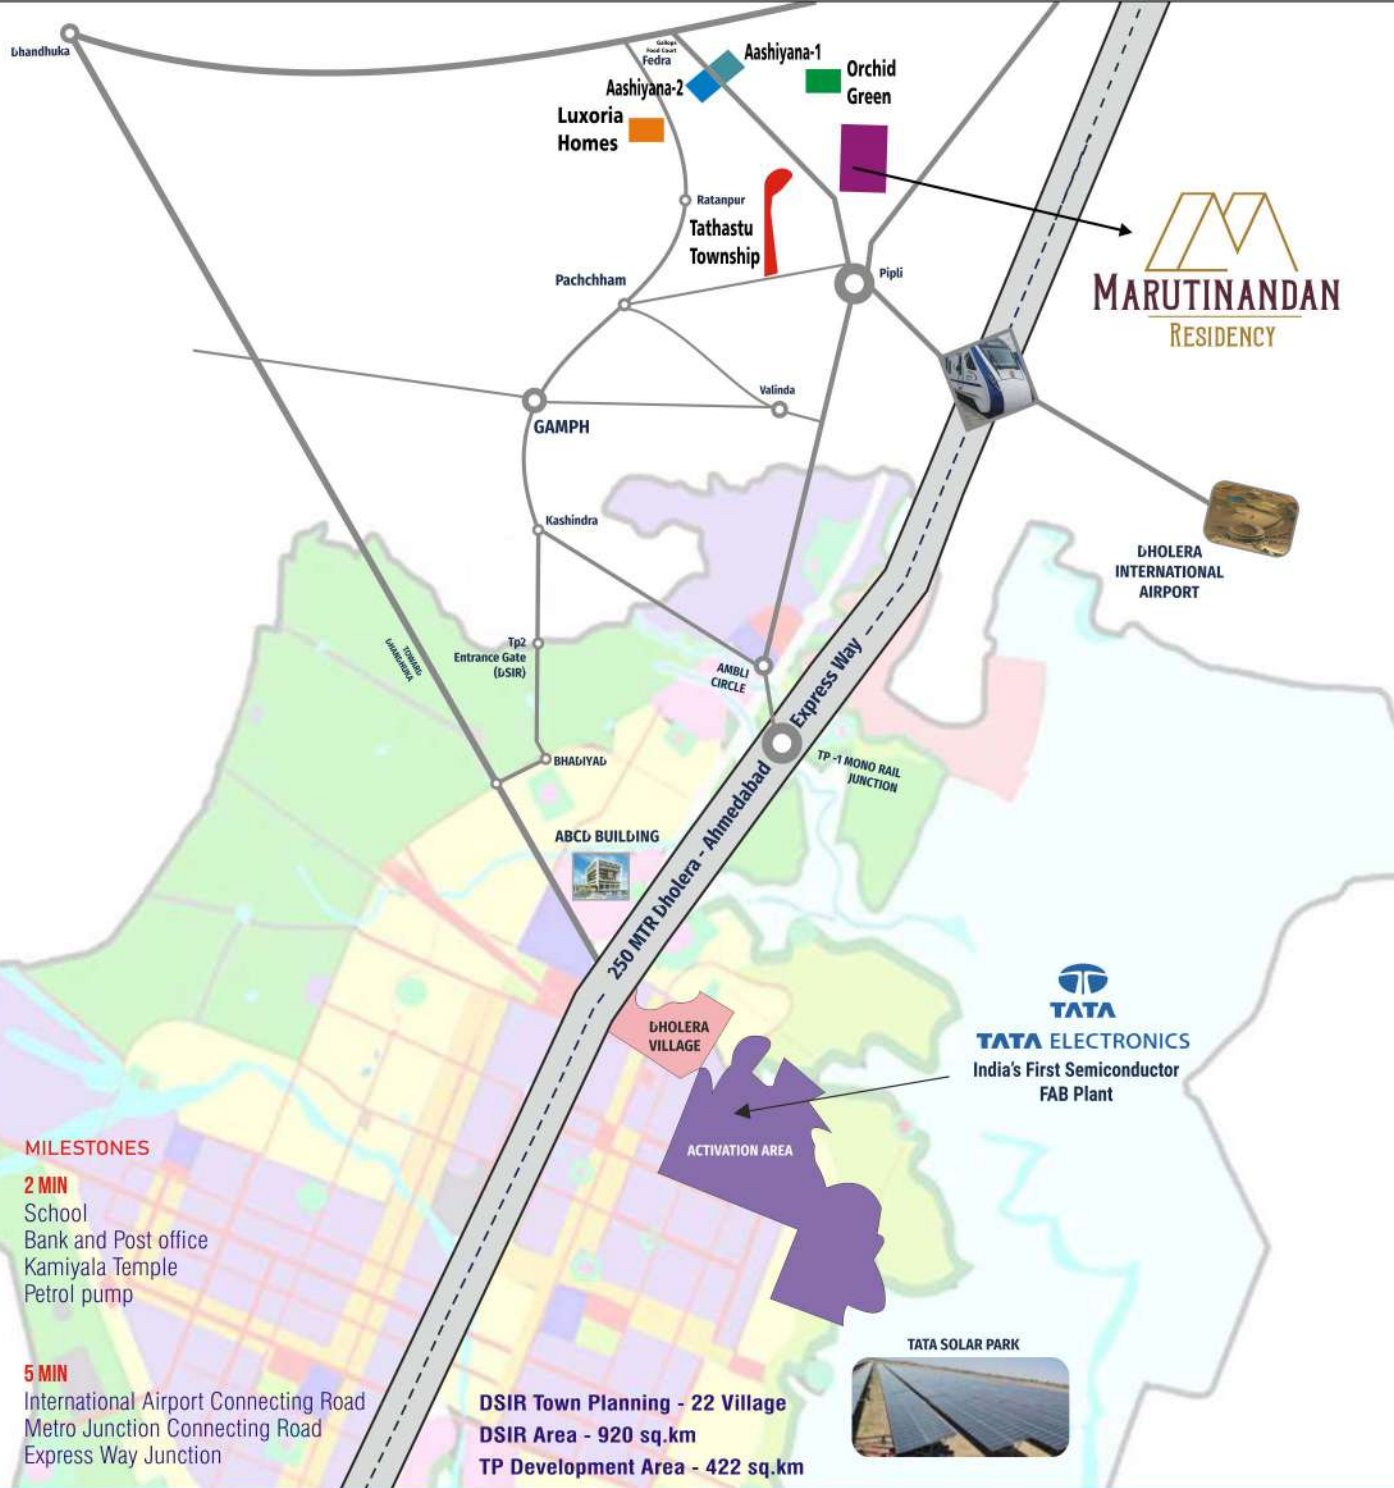 Dhandhuka
Gallops
Food Court
Fedra
Aashiyana-1
Aashiyana-2
Orchid
Green
Luxoria
Homes
Ratanpur
Tathastu
Township
Pachchham
Pipli
MARUTINANDAN
RESIDENCY
Valinda
GAMPH
Kashindra
DHOLERA
INTERNATIONAL
AIRPORT
Tp2
Entrance Gate
(DSIR)
TOWARD
DHANDHUKA
AMBLI
CIRCLE
250 MTR Dholera - Ahmedabad Express Way
TP -1 MONO RAIL
JUNCTION
BHADIYAD
ABCD BUILDING
DHOLERA
VILLAGE
TATA
TATA ELECTRONICS
India's First Semiconductor
FAB Plant
ACTIVATION AREA
MILESTONES
2 MIN
School
Bank and Post office
Kamiyala Temple
Petrol pump
5 MIN
International Airport Connecting Road
Metro Junction Connecting Road
Express Way Junction
DSIR Town Planning - 22 Village
DSIR Area - 920 sq.km
TP Development Area - 422 sq.km
TATA SOLAR PARK